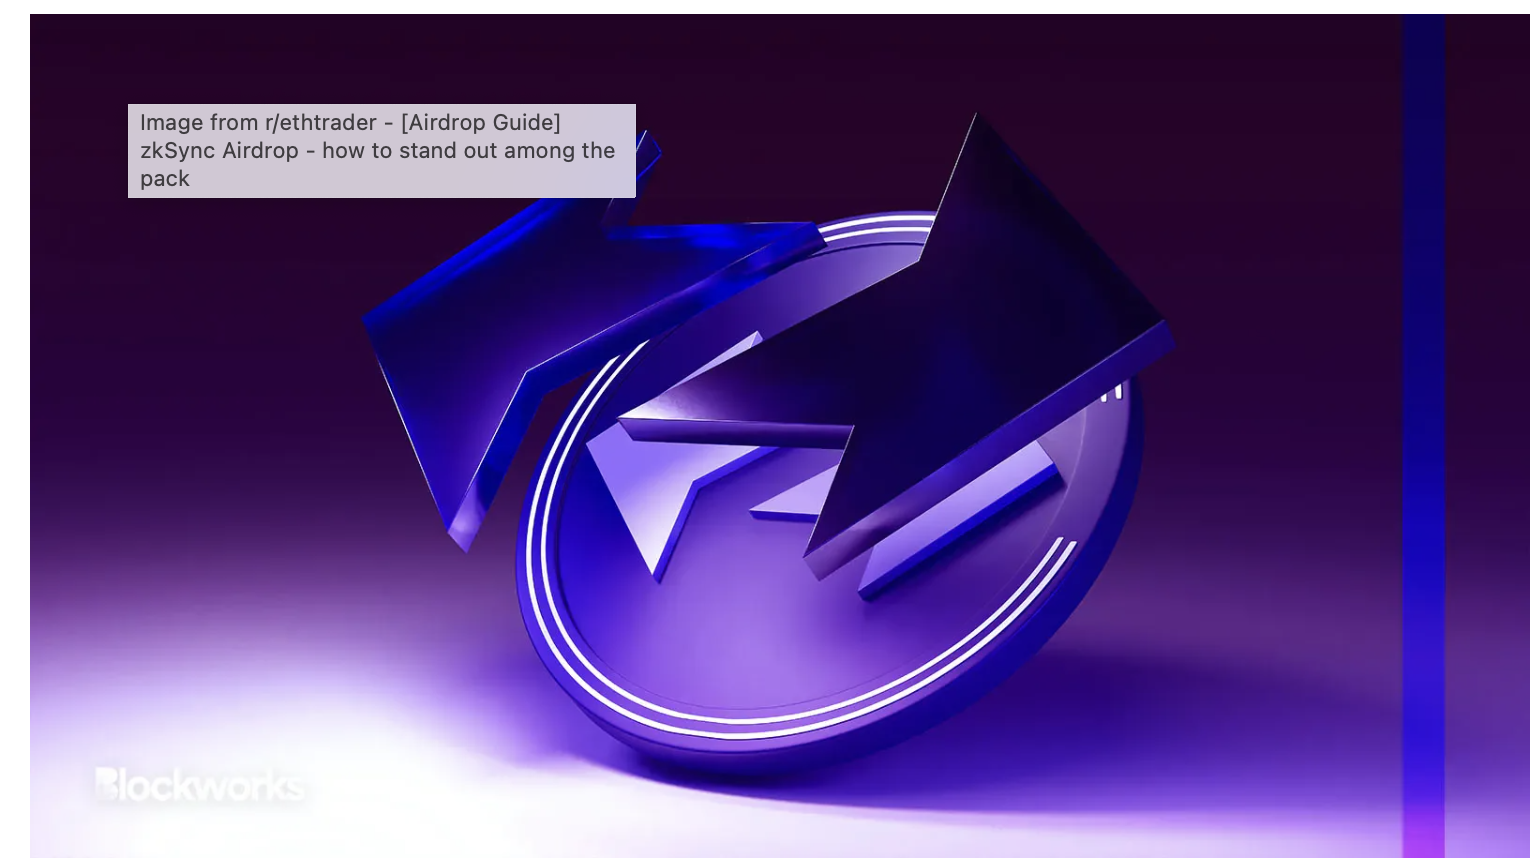 Image from r/ethtrader - [Airdrop Guide]
zkSync Airdrop - how to stand out among the
pack
Blockworks